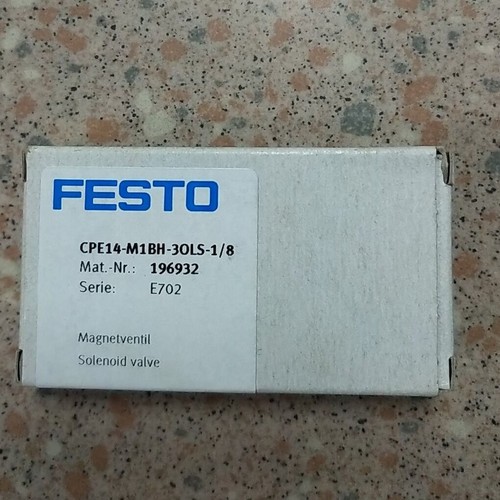 FESTO
CPE14-M1BH-3OLS-1/8
Mat.-Nr.: 196932
Serie: E702
Magnetventil
Solenoid valve